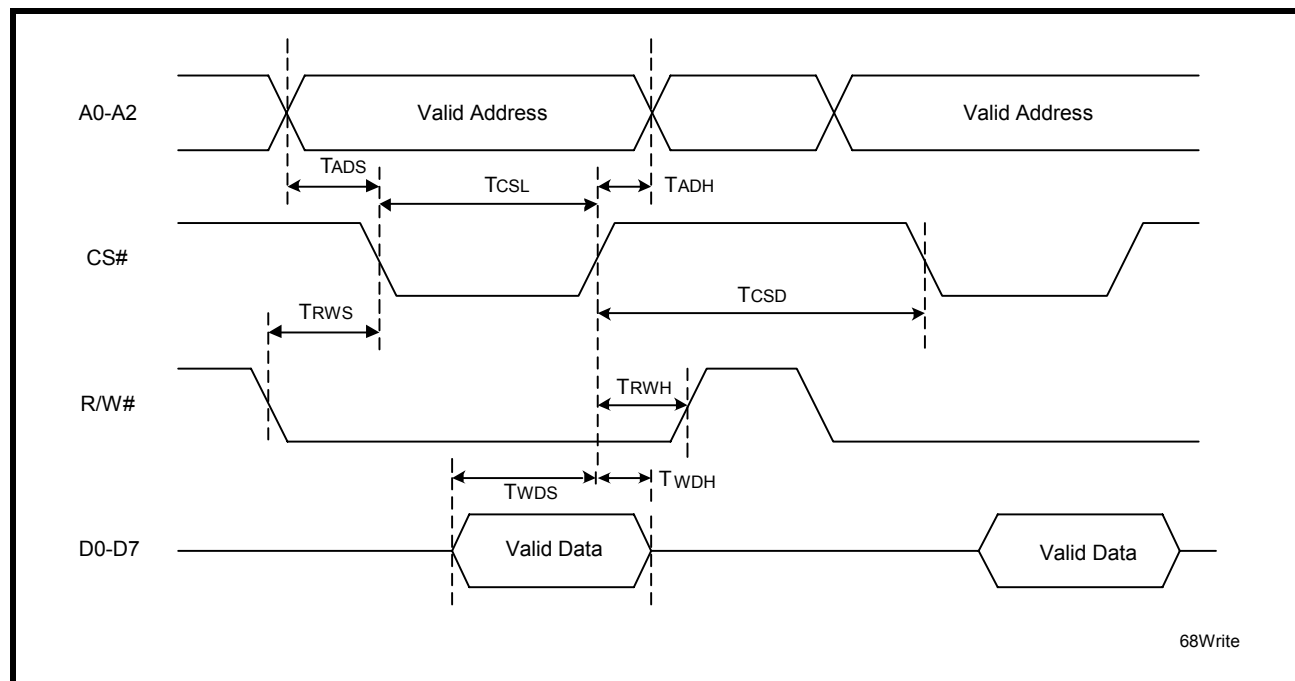 A0-A2
Valid Address
Valid Address
TADS
TCSL
TADH
CS#
TCSD
TRWS
TRWH
R/W#
TWDS
TWDH
D0-D7
Valid Data
Valid Data
68Write